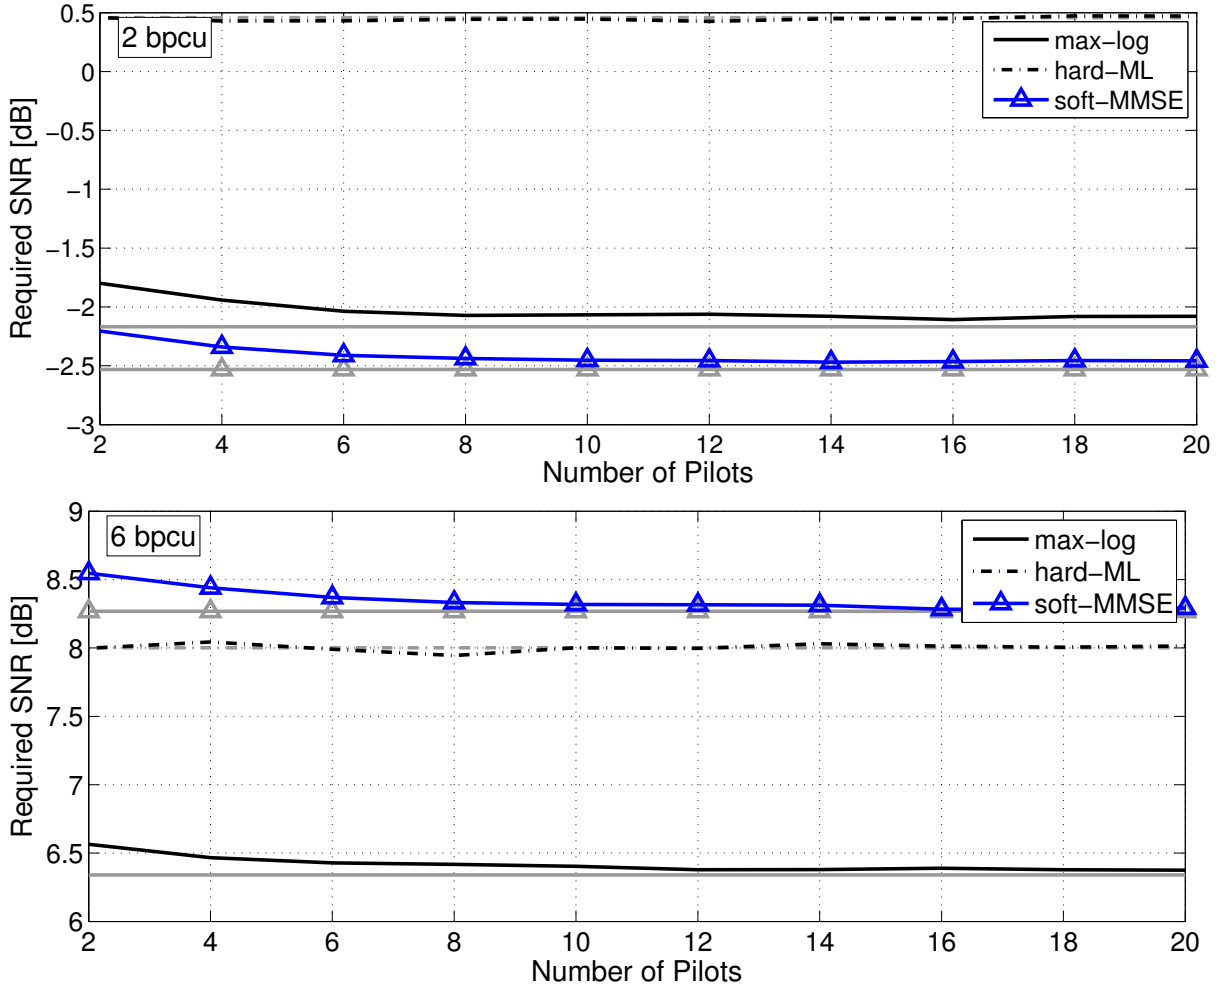 2 bpcu
max-log
hard-ML
soft-MMSE
Required SNR [dB]
0.5
0
-0.5
-1
-1.5
-2
-2.5
-3
2 4 6 8 10 12 14 16 18 20
Number of Pilots
6 bpcu
max-log
hard-ML
soft-MMSE
Required SNR [dB]
9
8.5
8
7.5
7
6.5
6
2 4 6 8 10 12 14 16 18 20
Number of Pilots